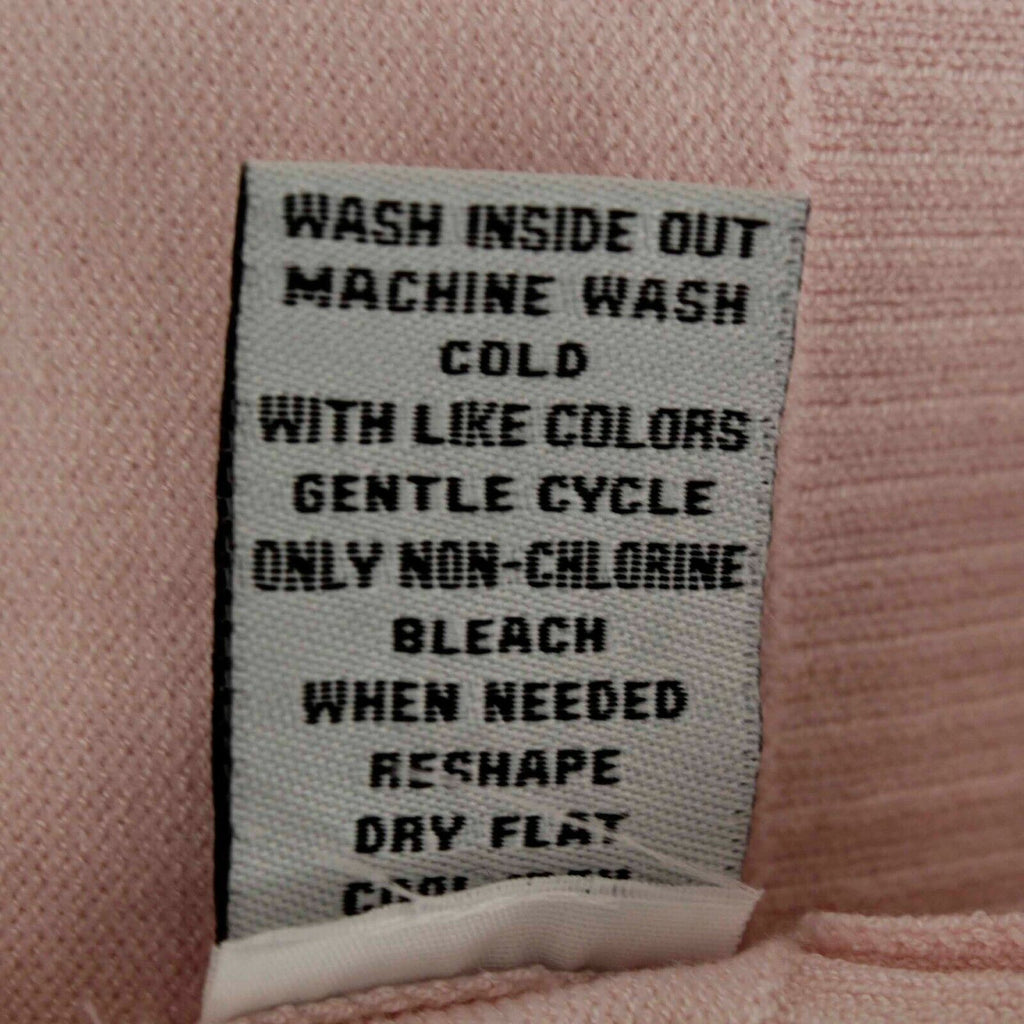 WASH INSIDE OUT
MACHINE WASH
COLD
WITH LIKE COLORS
GENTLE CYCLE
ONLY NON-CHLORINE
BLEACH
WHEN NEEDED
RESHAPE
DRY FLAT
COOL